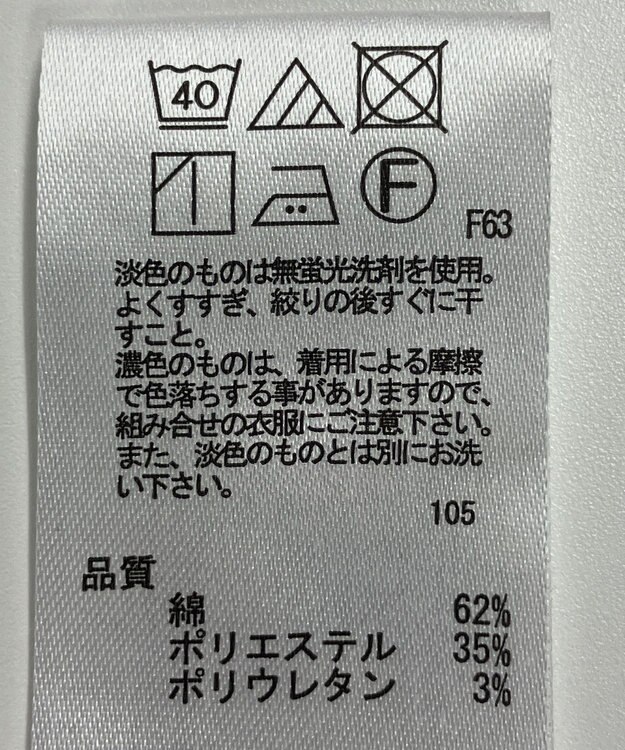 40
F
F63
淡色のものは無蛍光洗剤を使用。
よくすすぎ、絞りの後すぐに干
すこと。
濃色のものは、着用による摩擦
で色落ちする事がありますので、
組み合せの衣服にご注意下さい。
また、淡色のものとは別にお洗
い下さい。
105
品質
綿 62%
ポリエステル 35%
ポリウレタン 3%